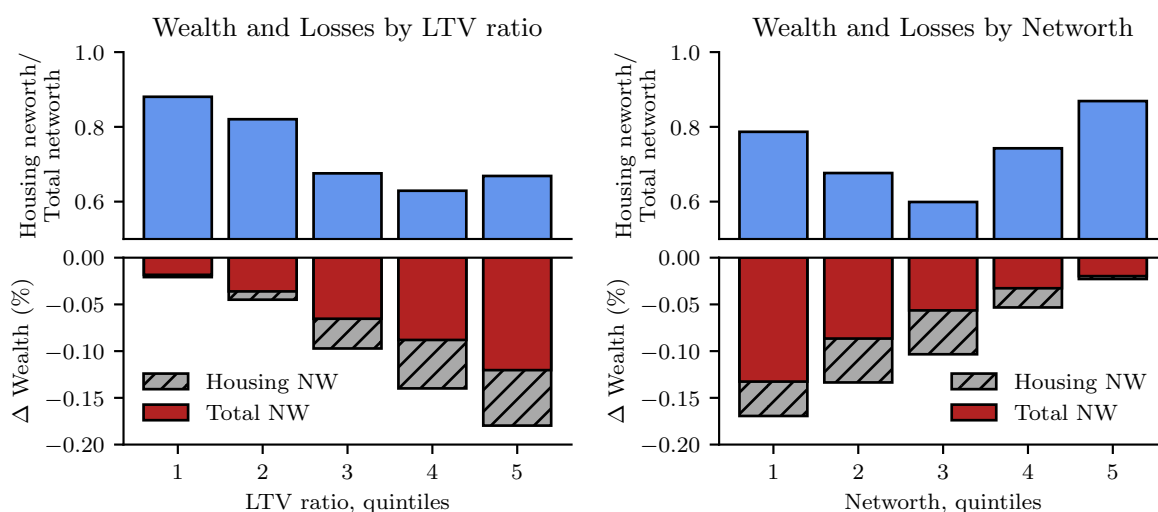 Wealth and Losses by LTV ratio
Housing neworth/
Total networth
1.0
0.8
0.6
Δ Wealth (%)
0.00
−0.05
−0.10
−0.15
−0.20
Housing NW
Total NW
1 2 3 4 5
LTV ratio, quintiles
Wealth and Losses by Networth
Housing neworth/
Total networth
1.0
0.8
0.6
Δ Wealth (%)
0.00
−0.05
−0.10
−0.15
−0.20
Housing NW
Total NW
1 2 3 4 5
Networth, quintiles